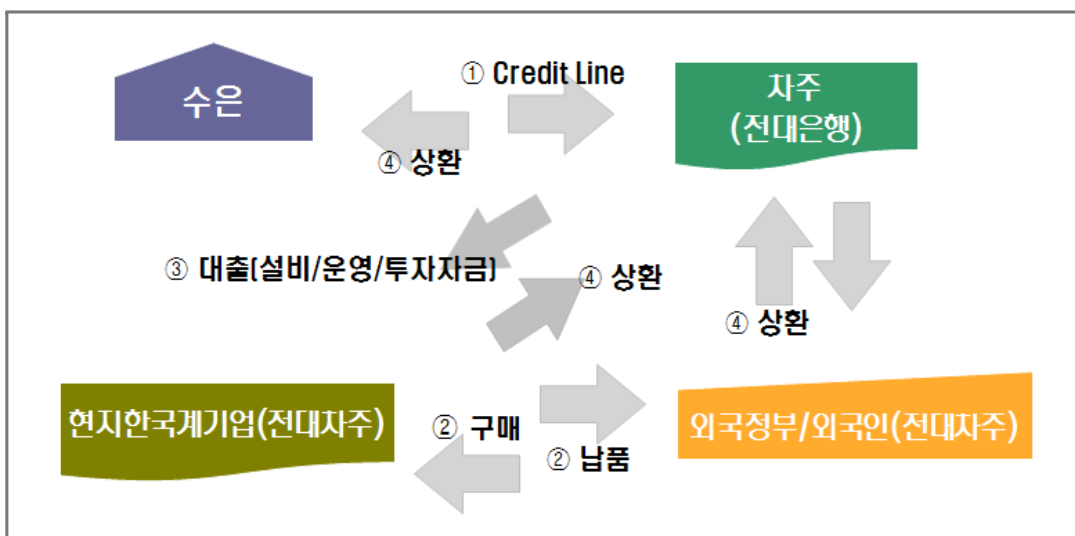 ① Credit Line
수은
차주
(전대은행)
④ 상환
③ 대출(설비/운영/투자자금)
④ 상환
④ 상환
현지한국계기업(전대차주)
② 구매
② 납품
외국정부/외국인(전대차주)